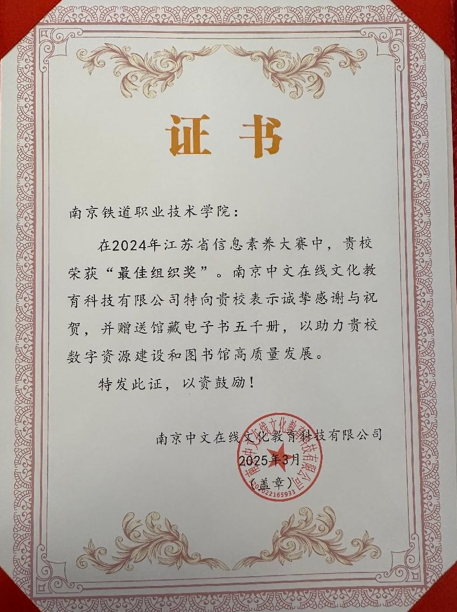 证书
南京铁道职业技术学院：
在2024年江苏省信息素养大赛中，贵校
荣获“最佳组织奖”。南京中文在线文化教
育科技有限公司特向贵校表示诚挚感谢与祝
贺，并赠送馆藏电子书五千册，以助力贵校
数字资源建设和图书馆高质量发展。
特发此证，以资鼓励！
南京中文在线文化教育科技有限公司
2025年3月
（盖章）